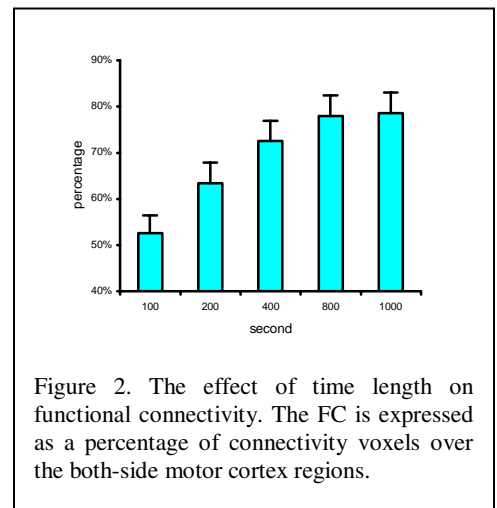 90%
80%
70%
60%
50%
40%
percentage
100 200 400 800 1000
second
Figure 2. The effect of time length on
functional connectivity. The FC is expressed
as a percentage of connectivity voxels over
the both-side motor cortex regions.